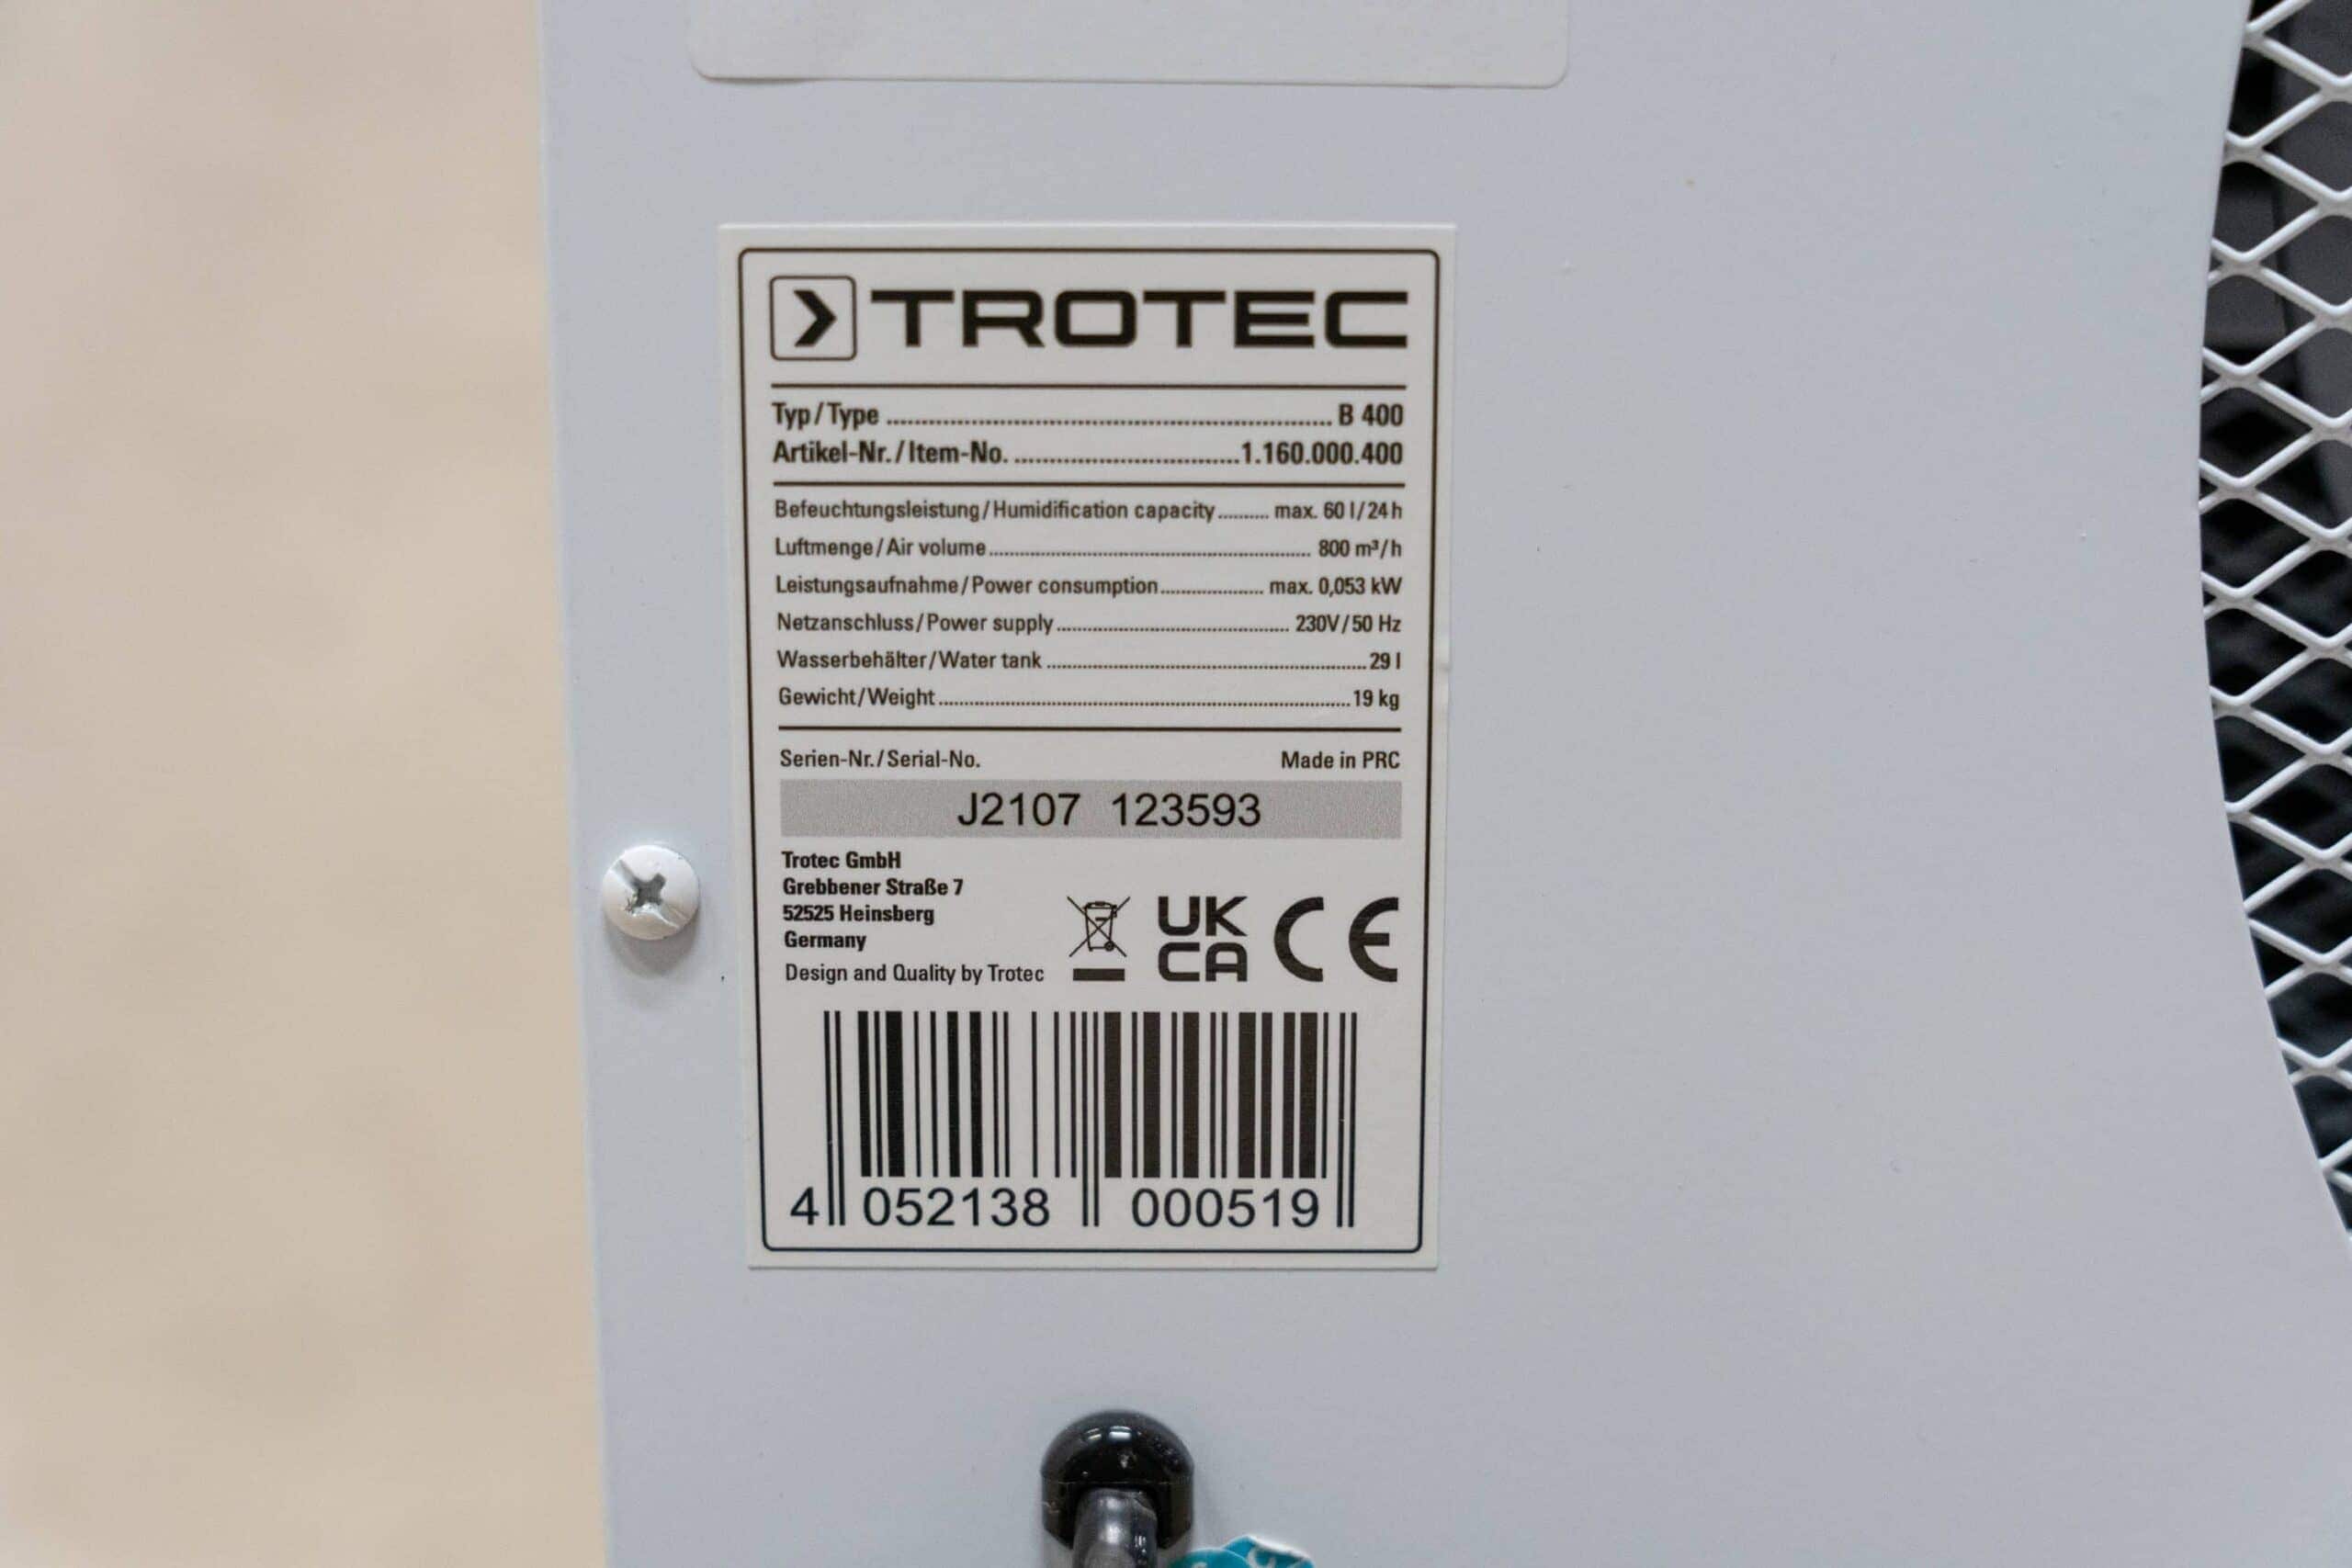 TROTEC
Typ/Type ........ B 400
Artikel-Nr./Item-No. ........ 1.160.000.400
Befeuchtungsleistung/Humidification capacity ........ max. 60 l/24h
Luftmenge/Air volume ........ 800 m³/h
Leistungsaufnahme/Power consumption ........ max. 0,053 kW
Netzanschluss/Power supply ........ 230V/50 Hz
Wasserbehälter/Water tank ........ 29 l
Gewicht/Weight ........ 19 kg
Serien-Nr./Serial-No. Made in PRC
J2107 123593
Trotec GmbH
Grebbener Straße 7
52525 Heinsberg
Germany
Design and Quality by Trotec
UK
CA
CE
4 052138 000519